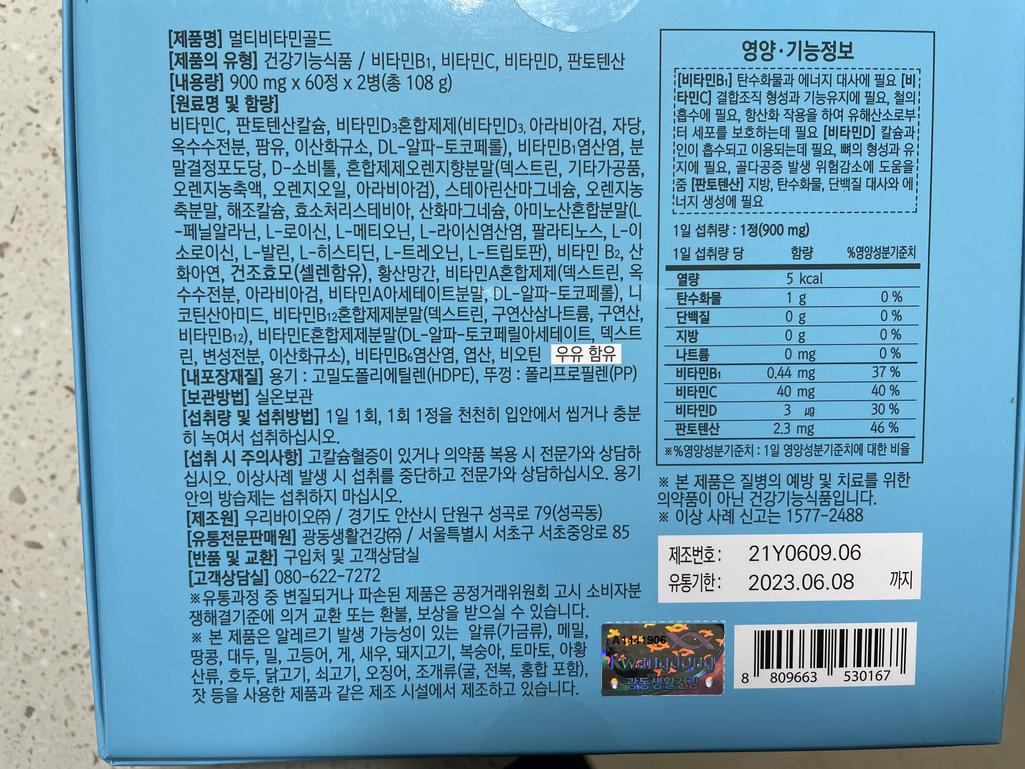 [제품명] 멀티비타민골드
[제품의 유형] 건강기능식품 / 비타민B₁, 비타민C, 비타민D, 판토텐산
[내용량] 900 mg x 60정 x 2병(총 108 g)
[원료명 및 함량]
비타민C, 판토텐산칼슘, 비타민D₃혼합제제(비타민D₃, 아라비아검, 자당,
옥수수전분, 팜유, 이산화규소, DL-알파-토코페롤), 비타민B₁염산염, 분
말결정포도당, D-소비톨, 혼합제제오렌지향분말(덱스트린, 기타가공품,
오렌지농축액, 오렌지오일, 아라비아검), 스테아린산마그네슘, 오렌지농
축분말, 해조칼슘, 효소처리스테비아, 산화마그네슘, 아미노산혼합분말(L
-페닐알라닌, L-로이신, L-메티오닌, L-라이신염산염, 팔라티노스, L-이
소로이신, L-발린, L-히스티딘, L-트레오닌, L-트립토판), 비타민 B₂, 산
화아연, 건조효모(셀렌함유), 황산망간, 비타민A혼합제제(덱스트린, 옥
수수전분, 아라비아검, 비타민A아세테이트분말, DL-알파-토코페롤), 니
코틴산아미드, 비타민B₁₂혼합제제분말(덱스트린, 구연산삼나트륨, 구연산,
비타민B₁₂), 비타민E혼합제제분말(DL-알파-토코페릴아세테이트, 덱스트
린, 변성전분, 이산화규소), 비타민B₆염산염, 엽산, 비오틴 우유 함유
[내포장재질] 용기 : 고밀도폴리에틸렌(HDPE), 뚜껑 : 폴리프로필렌(PP)
[보관방법] 실온보관
[섭취량 및 섭취방법] 1일 1회, 1회 1정을 천천히 입안에서 씹거나 충분
히 녹여서 섭취하십시오.
[섭취 시 주의사항] 고칼슘혈증이 있거나 의약품 복용 시 전문가와 상담하
십시오. 이상사례 발생 시 섭취를 중단하고 전문가와 상담하십시오. 용기
안의 방습제는 섭취하지 마십시오.
[제조원] 우리바이오㈜ / 경기도 안산시 단원구 성곡로 79(성곡동)
[유통전문판매원] 광동생활건강㈜ / 서울특별시 서초구 서초중앙로 85
[반품 및 교환] 구입처 및 고객상담실
[고객상담실] 080-622-7272
※유통과정 중 변질되거나 파손된 제품은 공정거래위원회 고시 소비자분
쟁해결기준에 의거 교환 또는 환불, 보상을 받으실 수 있습니다.
※ 본 제품은 알레르기 발생 가능성이 있는 알류(가금류), 메밀,
땅콩, 대두, 밀, 고등어, 게, 새우, 돼지고기, 복숭아, 토마토, 아황
산류, 호두, 닭고기, 쇠고기, 오징어, 조개류(굴, 전복, 홍합 포함),
잣 등을 사용한 제품과 같은 제조 시설에서 제조하고 있습니다.
영양·기능정보
[비타민B₁] 탄수화물과 에너지 대사에 필요 [비
타민C] 결합조직 형성과 기능유지에 필요, 철의
흡수에 필요, 항산화 작용을 하여 유해산소로부
터 세포를 보호하는데 필요 [비타민D] 칼슘과
인이 흡수되고 이용되는데 필요, 뼈의 형성과 유
지에 필요, 골다공증 발생 위험감소에 도움을
줌 [판토텐산] 지방, 탄수화물, 단백질 대사와 에
너지 생성에 필요
1일 섭취량 : 1정(900 mg)
1일 섭취량 당 함량 %영양성분기준치
열량 5 kcal
탄수화물 1 g 0 %
단백질 0 g 0 %
지방 0 g 0 %
나트륨 0 mg 0 %
비타민B₁ 0.44 mg 37 %
비타민C 40 mg 40 %
비타민D 3 ㎍ 30 %
판토텐산 2.3 mg 46 %
※%영양성분기준치 : 1일 영양성분기준치에 대한 비율
※ 본 제품은 질병의 예방 및 치료를 위한
의약품이 아닌 건강기능식품입니다.
※ 이상 사례 신고는 1577-2488
제조번호: 21Y0609.06
유통기한: 2023.06.08 까지
A1441906
Kwangdong
광동생활건강
8 809663 530167